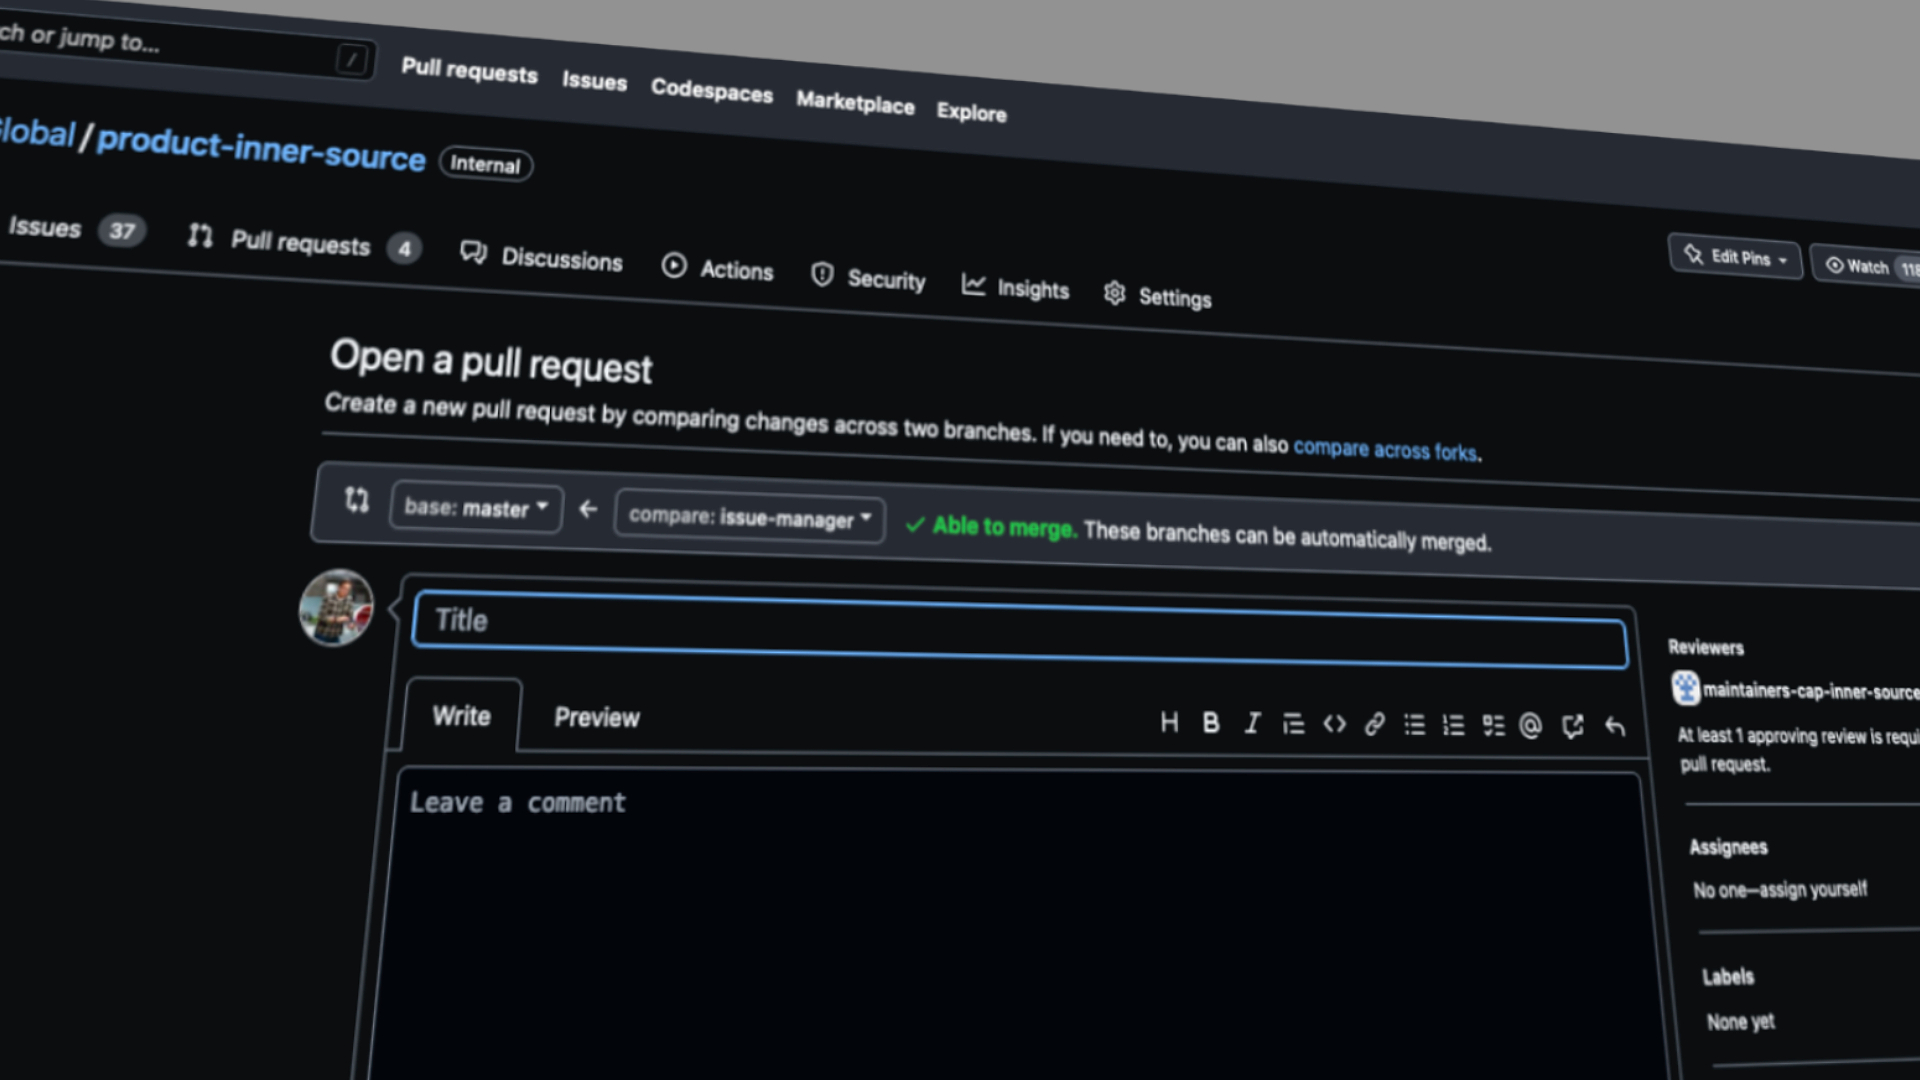 ch or jump to... /
Pull requests Issues Codespaces Marketplace Explore
Global / product-inner-source Internal
Edit Pins Watch 118
Issues 37 Pull requests 4 Discussions Actions Security Insights Settings
Open a pull request
Create a new pull request by comparing changes across two branches. If you need to, you can also compare across forks.
base: master ← compare: issue-manager ✓ Able to merge. These branches can be automatically merged.
Title
Write Preview
Leave a comment
Reviewers
maintainers-cap-inner-source
At least 1 approving review is requi
pull request.
Assignees
No one—assign yourself
Labels
None yet